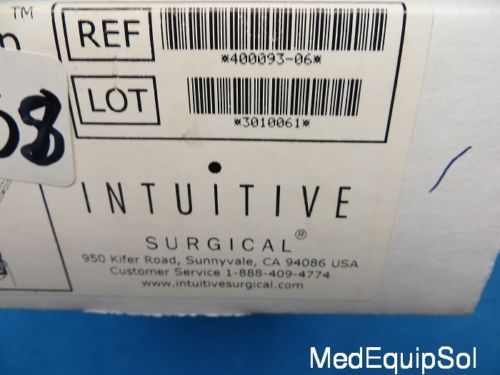 TM
n
REF
*400093-06*
LOT
*3010061*
68
INTUITIVE
SURGICAL®
950 Kifer Road, Sunnyvale, CA 94086 USA
Customer Service 1-888-409-4774
www.intuitivesurgical.com
MedEquipSol